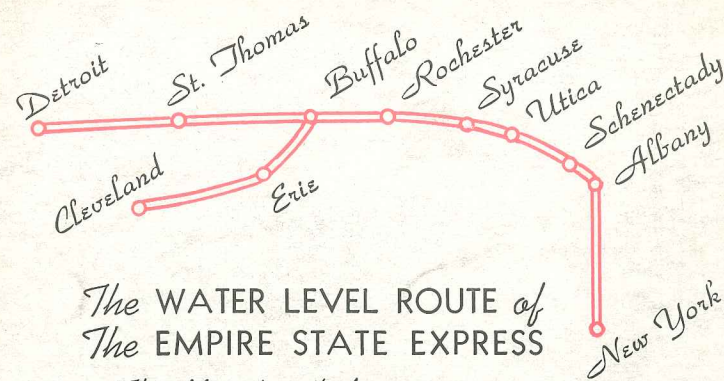 Detroit
St. Thomas
Buffalo
Rochester
Syracuse
Utica
Schenectady
Albany
Cleveland
Erie
New York
The WATER LEVEL ROUTE of
The EMPIRE STATE EXPRESS